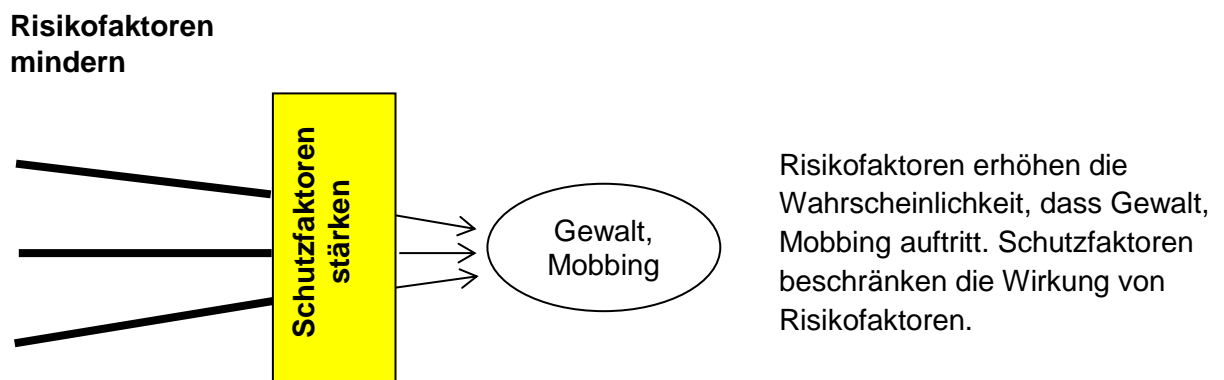 Risikofaktoren
mindern
Schutzfaktoren
stärken
Gewalt,
Mobbing
Risikofaktoren erhöhen die
Wahrscheinlichkeit, dass Gewalt,
Mobbing auftritt. Schutzfaktoren
beschränken die Wirkung von
Risikofaktoren.